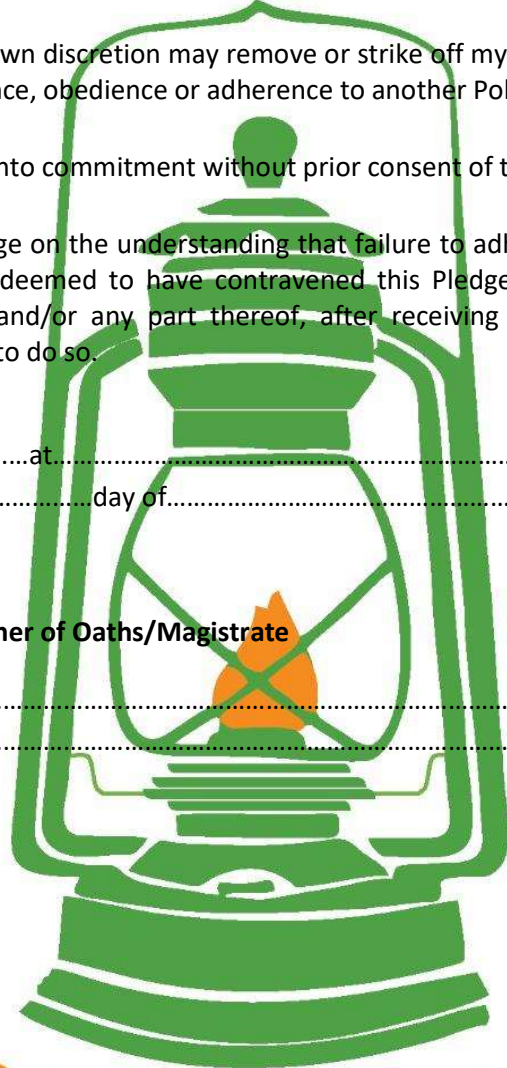 wn discretion may remove or strike off my
nce, obedience or adherence to another Pol
nto commitment without prior consent of t
ge on the understanding that failure to adh
deemed to have contravened this Pledge
and/or any part thereof, after receiving
to do so.
.....at..............................................................
................day of.................................................
ner of Oaths/Magistrate
.......................................................................
.......................................................................